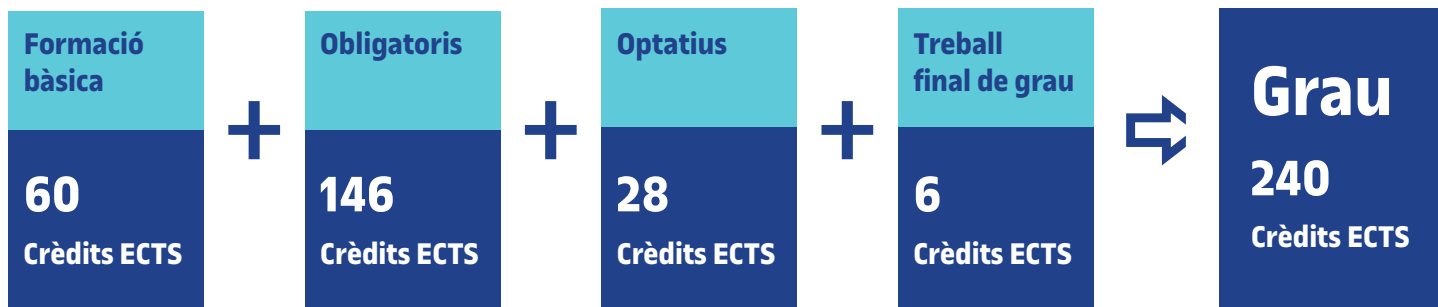 Formació
bàsica
60
Crèdits ECTS
+
Obligatoris
146
Crèdits ECTS
+
Optatius
28
Crèdits ECTS
+
Treball
final de grau
6
Crèdits ECTS
Grau
240
Crèdits ECTS